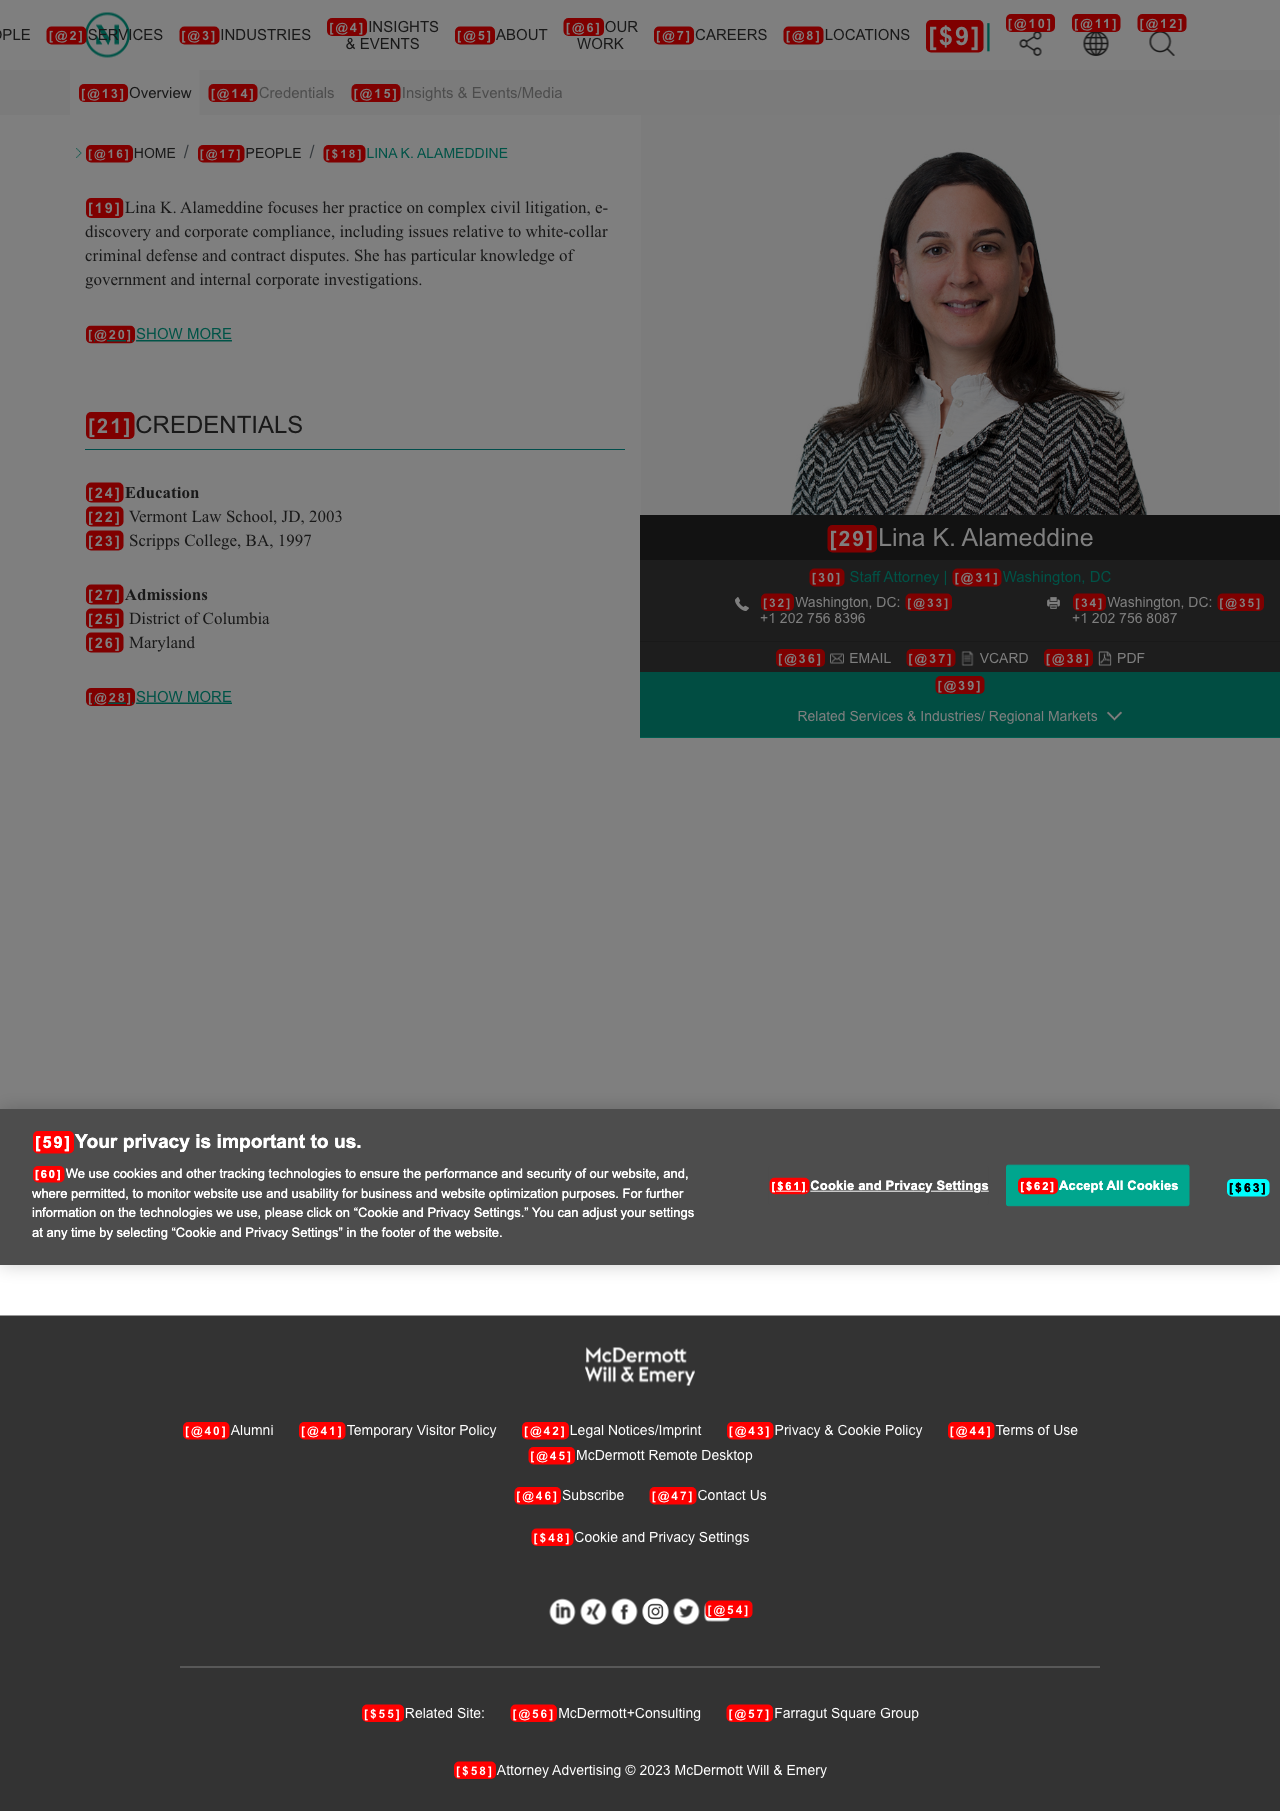 OPLE [@2]SERVICES [@3]INDUSTRIES [@4]INSIGHTS & EVENTS [@5]ABOUT [@6]OUR WORK [@7]CAREERS [@8]LOCATIONS [$9] [@10] [@11] [@12]
[@13]Overview [@14]Credentials [@15]Insights & Events/Media
[@16]HOME / [@17]PEOPLE / [$18]LINA K. ALAMEDDINE
[19]Lina K. Alameddine focuses her practice on complex civil litigation, e-
discovery and corporate compliance, including issues relative to white-collar
criminal defense and contract disputes. She has particular knowledge of
government and internal corporate investigations.
[@20]SHOW MORE
[21]CREDENTIALS
[24]Education
[22] Vermont Law School, JD, 2003
[23] Scripps College, BA, 1997
[27]Admissions
[25] District of Columbia
[26] Maryland
[@28]SHOW MORE
[29]Lina K. Alameddine
[30] Staff Attorney | [@31]Washington, DC
[32]Washington, DC: [@33]
+1 202 756 8396
[34]Washington, DC: [@35]
+1 202 756 8087
[@36] EMAIL [@37] VCARD [@38] PDF
[@39]
Related Services & Industries/ Regional Markets
[59]Your privacy is important to us.
[60]We use cookies and other tracking technologies to ensure the performance and security of our website, and,
where permitted, to monitor website use and usability for business and website optimization purposes. For further
information on the technologies we use, please click on “Cookie and Privacy Settings.” You can adjust your settings
at any time by selecting “Cookie and Privacy Settings” in the footer of the website.
[$61]Cookie and Privacy Settings [$62]Accept All Cookies [$63]
McDermott
Will & Emery
[@40]Alumni [@41]Temporary Visitor Policy [@42]Legal Notices/Imprint [@43]Privacy & Cookie Policy [@44]Terms of Use
[@45]McDermott Remote Desktop
[@46]Subscribe [@47]Contact Us
[$48]Cookie and Privacy Settings
[@54]
[$55]Related Site: [@56]McDermott+Consulting [@57]Farragut Square Group
[$58]Attorney Advertising © 2023 McDermott Will & Emery